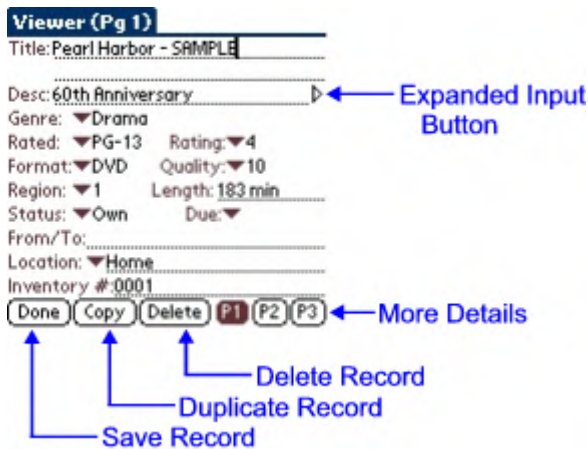 Viewer (Pg 1)
Title: Pearl Harbor - SAMPLE
Desc: 60th Anniversary
Expanded Input
Button
Genre: Drama
Rated: PG-13 Rating: 4
Format: DVD Quality: 10
Region: 1 Length: 183 min
Status: Own Due:
From/To:
Location: Home
Inventory #: 0001
Done Copy Delete P1 P2 P3
More Details
Delete Record
Duplicate Record
Save Record